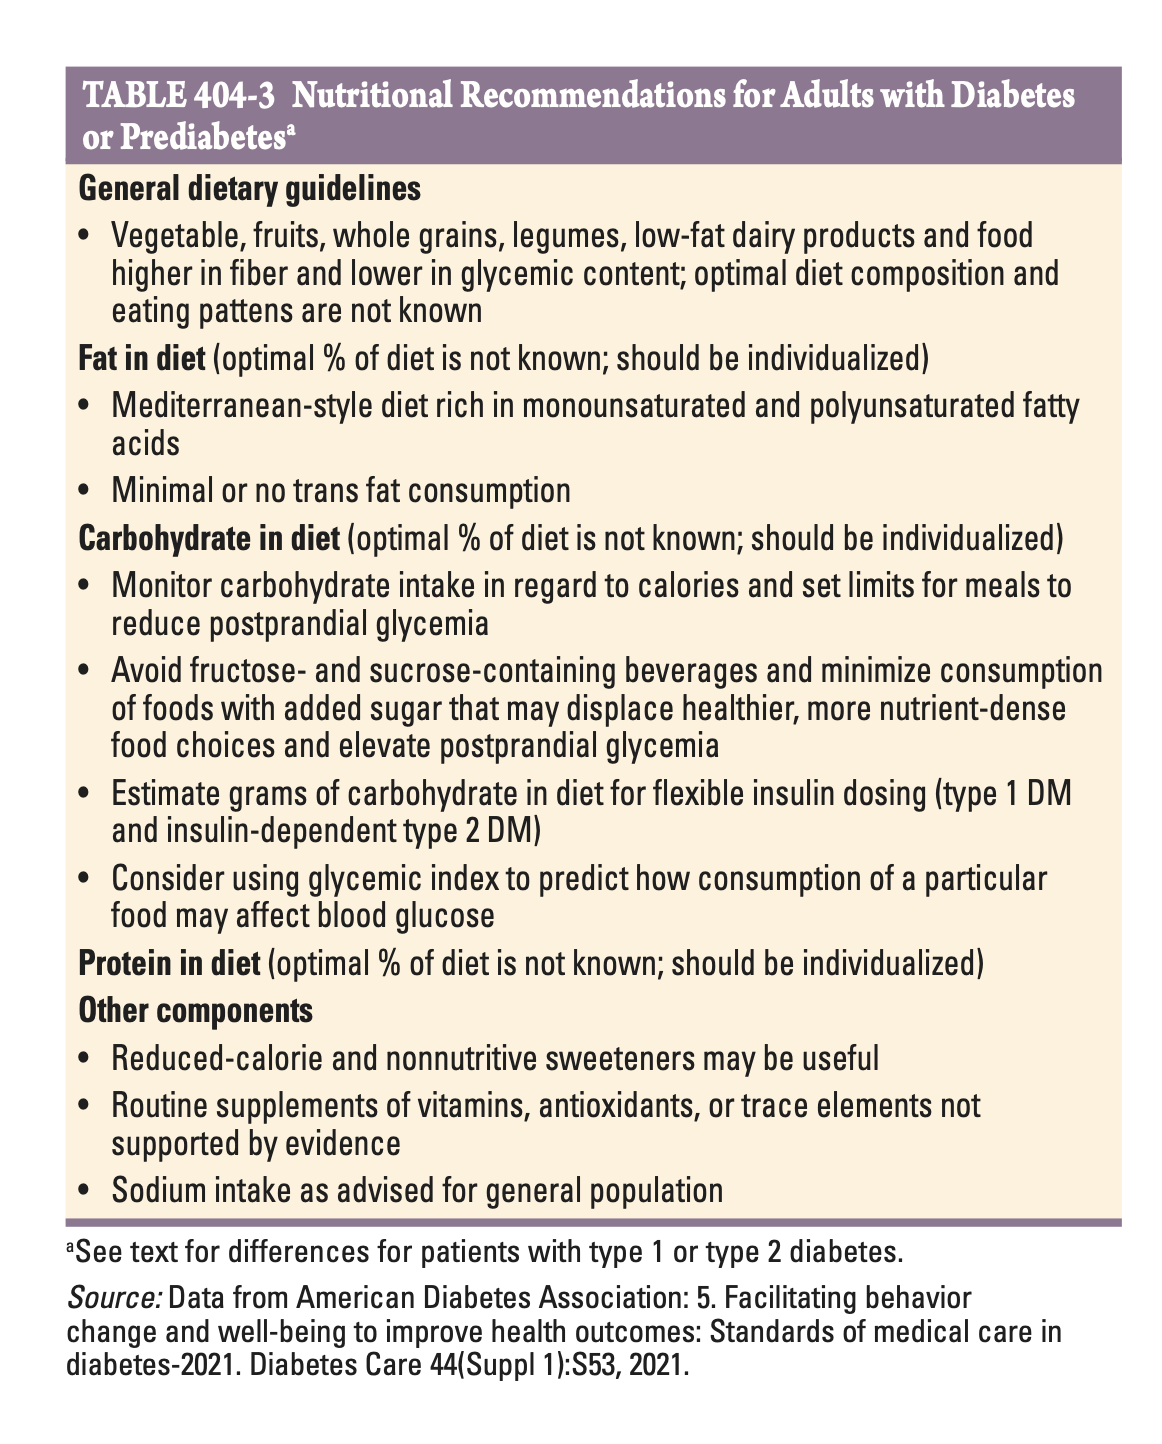 TABLE 404-3 Nutritional Recommendations for Adults with Diabetes
or Prediabetesᵃ
General dietary guidelines
• Vegetable, fruits, whole grains, legumes, low-fat dairy products and food
higher in fiber and lower in glycemic content; optimal diet composition and
eating pattens are not known
Fat in diet (optimal % of diet is not known; should be individualized)
• Mediterranean-style diet rich in monounsaturated and polyunsaturated fatty
acids
• Minimal or no trans fat consumption
Carbohydrate in diet (optimal % of diet is not known; should be individualized)
• Monitor carbohydrate intake in regard to calories and set limits for meals to
reduce postprandial glycemia
• Avoid fructose- and sucrose-containing beverages and minimize consumption
of foods with added sugar that may displace healthier, more nutrient-dense
food choices and elevate postprandial glycemia
• Estimate grams of carbohydrate in diet for flexible insulin dosing (type 1 DM
and insulin-dependent type 2 DM)
• Consider using glycemic index to predict how consumption of a particular
food may affect blood glucose
Protein in diet (optimal % of diet is not known; should be individualized)
Other components
• Reduced-calorie and nonnutritive sweeteners may be useful
• Routine supplements of vitamins, antioxidants, or trace elements not
supported by evidence
• Sodium intake as advised for general population
ᵃSee text for differences for patients with type 1 or type 2 diabetes.
Source: Data from American Diabetes Association: 5. Facilitating behavior
change and well-being to improve health outcomes: Standards of medical care in
diabetes-2021. Diabetes Care 44(Suppl 1):S53, 2021.